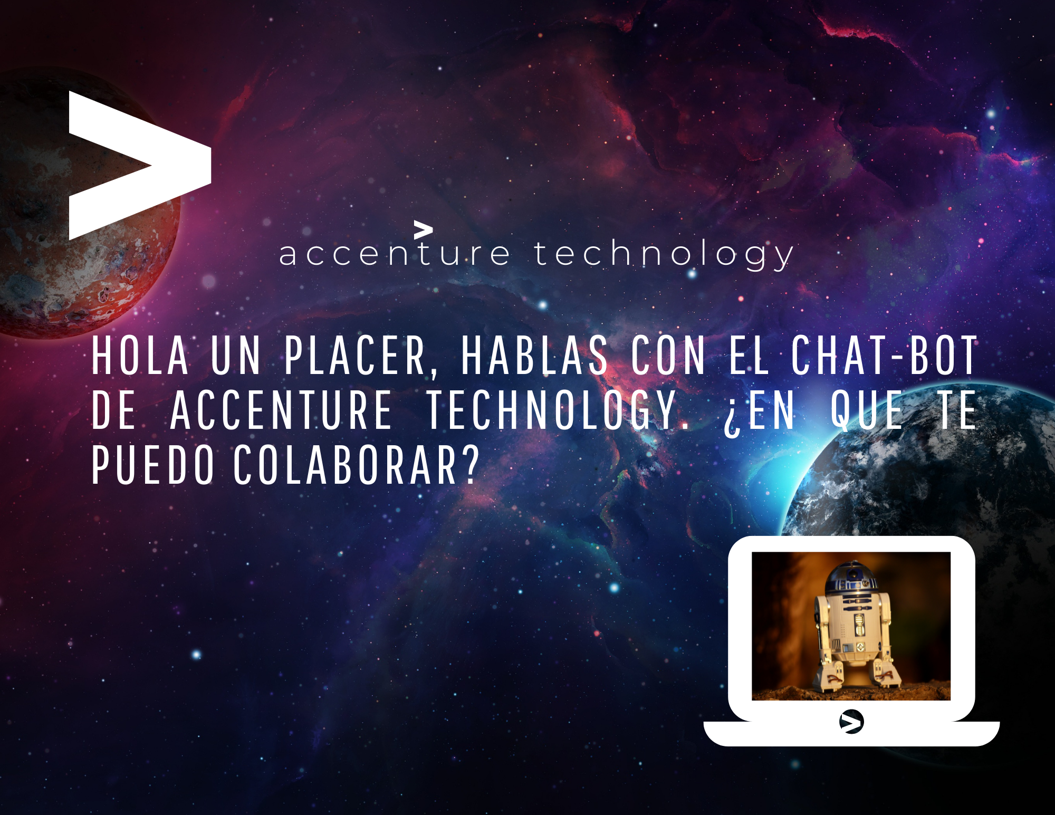 >
accenture technology
HOLA UN PLACER, HABLAS CON EL CHAT-BOT
DE ACCENTURE TECHNOLOGY. ¿EN QUE TE
PUEDO COLABORAR?